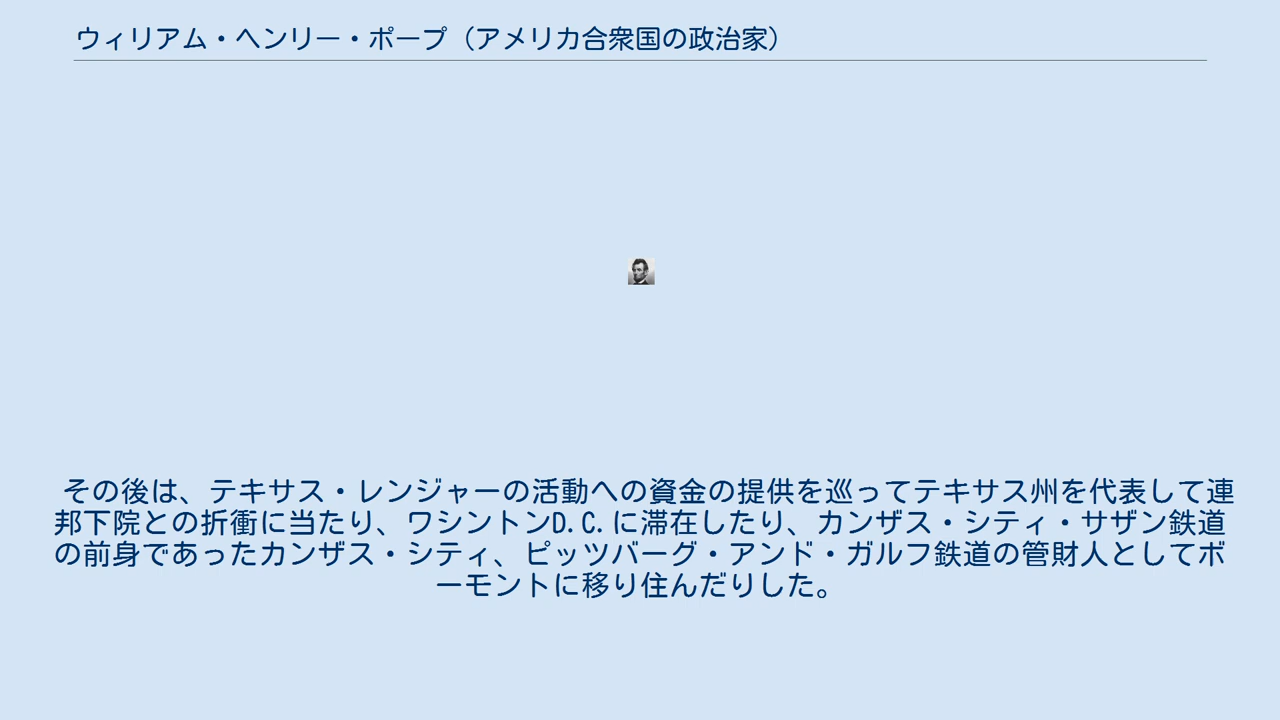 ウィリアム・ヘンリー・ポープ（アメリカ合衆国の政治家）
その後は、テキサス・レンジャーの活動への資金の提供を巡ってテキサス州を代表して連
邦下院との折衝に当たり、ワシントンD.C.に滞在したり、カンザス・シティ・サザン鉄道
の前身であったカンザス・シティ、ピッツバーグ・アンド・ガルフ鉄道の管財人としてボ
ーモントに移り住んだりした。